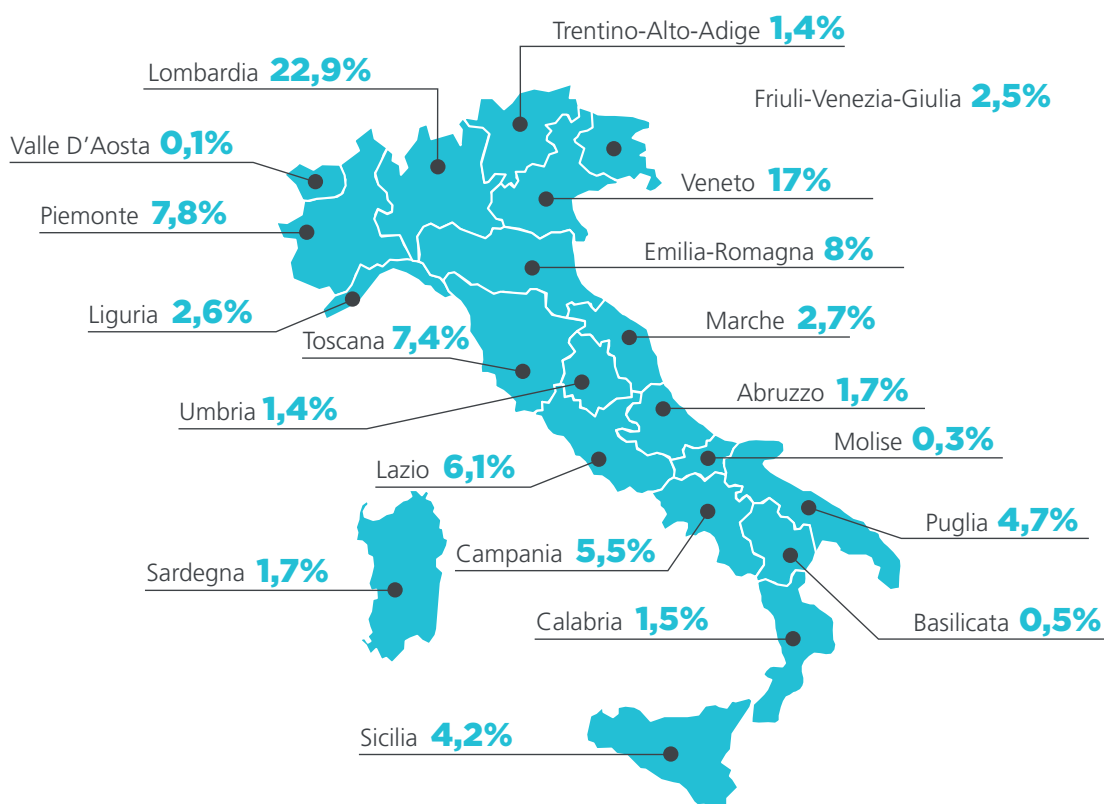 Trentino-Alto-Adige 1,4%
Lombardia 22,9%
Friuli-Venezia-Giulia 2,5%
Valle D'Aosta 0,1%
Veneto 17%
Piemonte 7,8%
Emilia-Romagna 8%
Liguria 2,6%
Marche 2,7%
Toscana 7,4%
Abruzzo 1,7%
Umbria 1,4%
Molise 0,3%
Lazio 6,1%
Puglia 4,7%
Campania 5,5%
Sardegna 1,7%
Calabria 1,5%
Basilicata 0,5%
Sicilia 4,2%